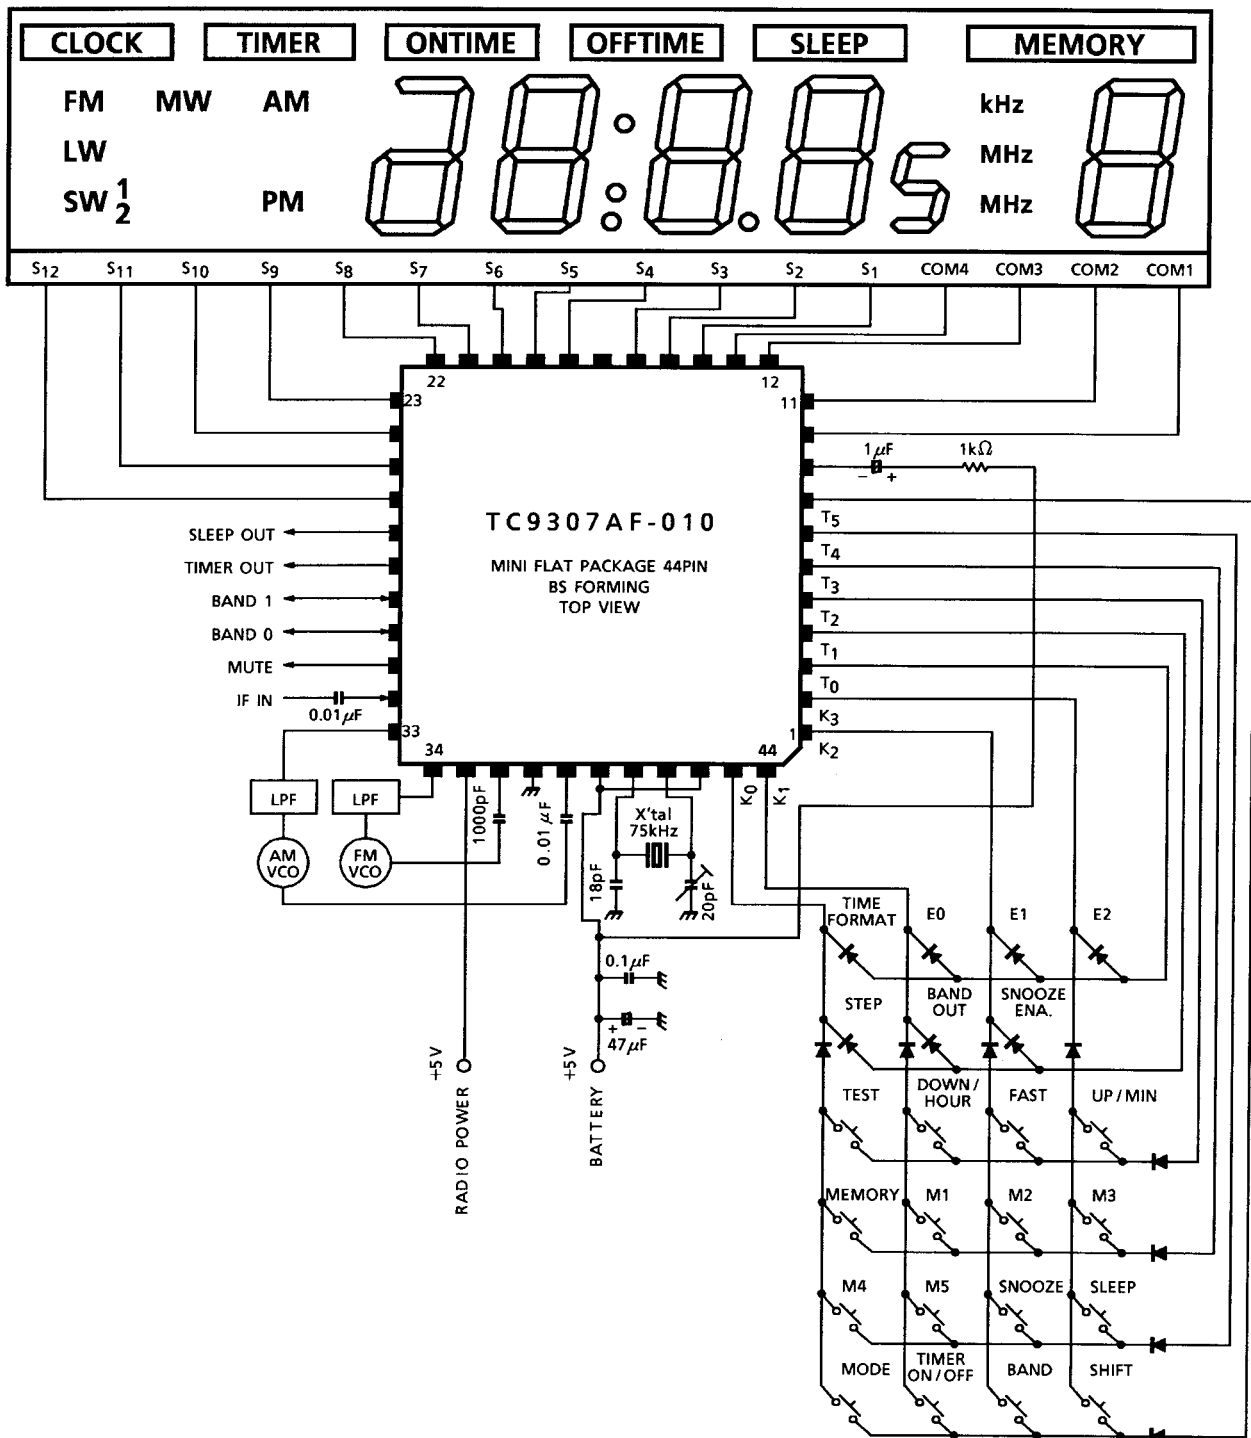 CLOCK TIMER ONTIME OFFTIME SLEEP MEMORY
FM MW AM kHz
LW MHz
SW 1 2 PM MHz
S12 S11 S10 S9 S8 S7 S6 S5 S4 S3 S2 S1 COM4 COM3 COM2 COM1
22 12
23 11
1μF 1kΩ
- +
TC9307AF-010
MINI FLAT PACKAGE 44PIN
BS FORMING
TOP VIEW
SLEEP OUT
TIMER OUT
BAND 1
BAND 0
MUTE
IF IN
0.01μF
T5
T4
T3
T2
T1
T0
K3
K2
33 1
34 44
K0 K1
LPF LPF
1000pF
0.01μF
X'tal
75kHz
AM
VCO
FM
VCO
18pF
20pF
0.1μF
+ -
47μF
+5V +5V
RADIO POWER
BATTERY
TIME
FORMAT
E0 E1 E2
STEP
BAND
OUT
SNOOZE
ENA.
TEST
DOWN/
HOUR
FAST
UP/MIN
MEMORY M1 M2 M3
M4 M5 SNOOZE SLEEP
MODE
TIMER
ON/OFF
BAND
SHIFT